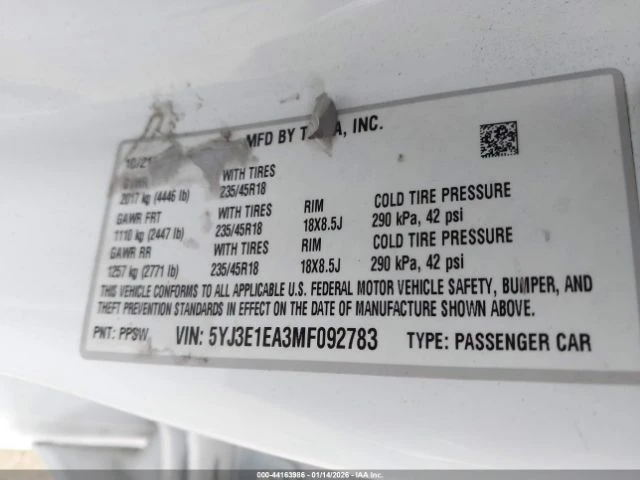 MFD BY T A, INC.
10/21
GVWR WITH TIRES
2017 kg (4446 lb) 235/45R18
GAWR FRT WITH TIRES RIM COLD TIRE PRESSURE
1110 kg (2447 lb) 235/45R18 18X8.5J 290 kPa, 42 psi
GAWR RR WITH TIRES RIM COLD TIRE PRESSURE
1257 kg (2771 lb) 235/45R18 18X8.5J 290 kPa, 42 psi
THIS VEHICLE CONFORMS TO ALL APPLICABLE U.S. FEDERAL MOTOR VEHICLE SAFETY, BUMPER, AND
THEFT PREVENTION STANDARDS IN EFFECT ON THE DATE OF MANUFACTURE SHOWN ABOVE.
PNT: PPSW VIN: 5YJ3E1EA3MF092783 TYPE: PASSENGER CAR
000-44163986 - 01/14/2026 - IAAI.CA